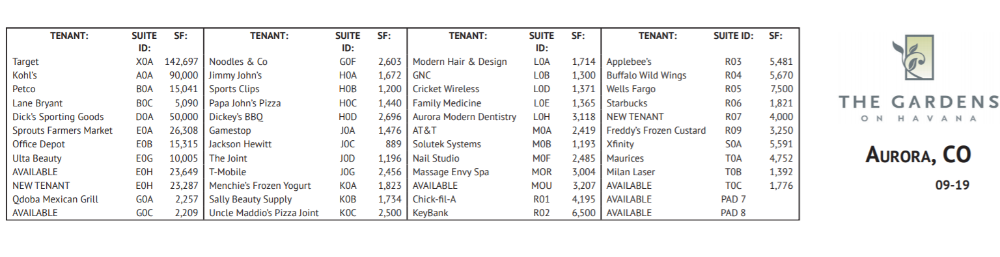 TENANT: SUITE ID: SF: TENANT: SUITE ID: SF: TENANT: SUITE ID: SF: TENANT: SUITE ID: SF:
Target X0A 142,697 Noodles & Co G0F 2,603 Modern Hair & Design L0A 1,714 Applebee's R03 5,481
Kohl's A0A 90,000 Jimmy John's H0A 1,672 GNC L0B 1,300 Buffalo Wild Wings R04 5,670
Petco B0A 15,041 Sports Clips H0B 1,200 Cricket Wireless L0D 1,371 Wells Fargo R05 7,500
Lane Bryant B0C 5,090 Papa John's Pizza H0C 1,440 Family Medicine L0E 1,365 Starbucks R06 1,821
Dick's Sporting Goods D0A 50,000 Dickey's BBQ H0D 2,696 Aurora Modern Dentistry L0H 3,118 NEW TENANT R07 4,000
Sprouts Farmers Market E0A 26,308 Gamestop J0A 1,476 AT&T M0A 2,419 Freddy's Frozen Custard R09 3,250
Office Depot E0B 15,315 Jackson Hewitt J0C 889 Solutek Systems M0B 1,193 Xfinity S0A 5,591
Ulta Beauty E0G 10,005 The Joint J0D 1,196 Nail Studio M0F 2,485 Maurices T0A 4,752
AVAILABLE E0H 23,649 T-Mobile J0G 2,456 Massage Envy Spa MOR 3,004 Milan Laser T0B 1,392
NEW TENANT E0H 23,287 Menchie's Frozen Yogurt K0A 1,823 AVAILABLE MOU 3,207 AVAILABLE T0C 1,776
Qdoba Mexican Grill G0A 2,257 Sally Beauty Supply K0B 1,734 Chick-fil-A R01 4,195 AVAILABLE PAD 7
AVAILABLE G0C 2,209 Uncle Maddio's Pizza Joint K0C 2,500 KeyBank R02 6,500 AVAILABLE PAD 8
THE GARDENS
ON HAVANA
AURORA, CO
09-19